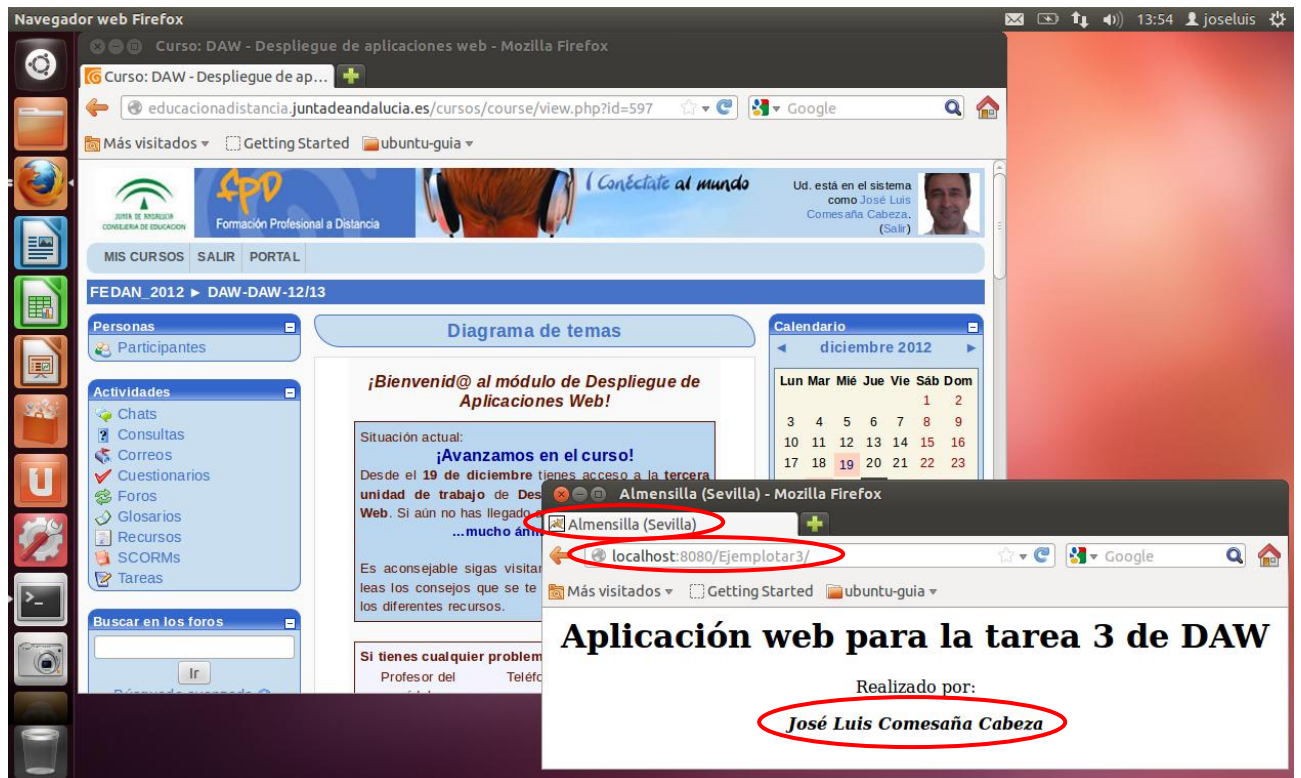 Navegador web Firefox
13:54 joseluis
Curso: DAW - Despliegue de aplicaciones web - Mozilla Firefox
Curso: DAW - Despliegue de ap...
educacionadistancia.juntadeandalucia.es/cursos/course/view.php?id=597
Google
Más visitados Getting Started ubuntu-guia
JUNTA DE ANDALUCIA
CONSEJERIA DE EDUCACION
fpD
Formación Profesional a Distancia
Conéctate al mundo
Ud. está en el sistema
como José Luis
Comesaña Cabeza.
(Salir)
MIS CURSOS SALIR PORTAL
FEDAN_2012 ► DAW-DAW-12/13
Personas
Participantes
Actividades
Chats
Consultas
Correos
Cuestionarios
Foros
Glosarios
Recursos
SCORMs
Tareas
Buscar en los foros
Ir
Diagrama de temas
¡Bienvenid@ al módulo de Despliegue de
Aplicaciones Web!
Situación actual:
¡Avanzamos en el curso!
Desde el 19 de diciembre tienes acceso a la tercera
unidad de trabajo de Des
Web. Si aún no has llegado
...mucho áni
Es aconsejable sigas visitar
leas los consejos que se te
los diferentes recursos.
Si tienes cualquier problem
Profesor del Teléfo
Calendario
◄ diciembre 2012 ►
Lun Mar Mié Jue Vie Sáb Dom
1 2
3 4 5 6 7 8 9
10 11 12 13 14 15 16
17 18 19 20 21 22 23
Almensilla (Sevilla) - Mozilla Firefox
Almensilla (Sevilla)
localhost:8080/Ejemplotar3/
Google
Más visitados Getting Started ubuntu-guia
Aplicación web para la tarea 3 de DAW
Realizado por:
José Luis Comesaña Cabeza